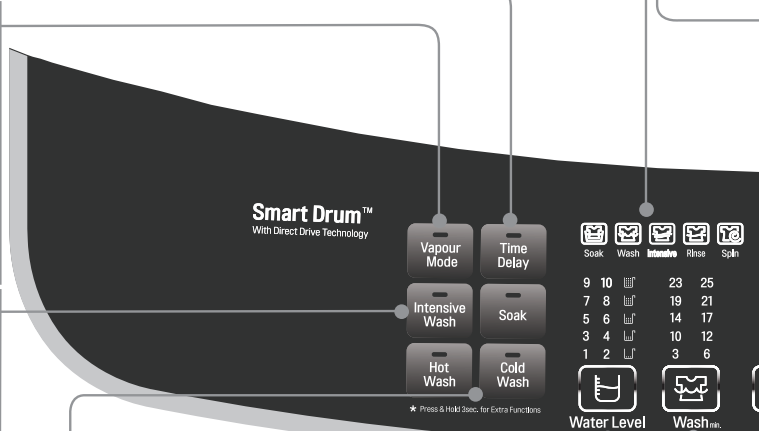 Smart Drum™
With Direct Drive Technology
Vapour
Mode
Time
Delay
Intensive
Wash
Soak
Hot
Wash
Cold
Wash
* Press & Hold 3sec. for Extra Functions
Soak Wash Intensive Rinse Spin
9 10 23 25
7 8 19 21
5 6 14 17
3 4 10 12
1 2 3 6
Water Level Wash min.